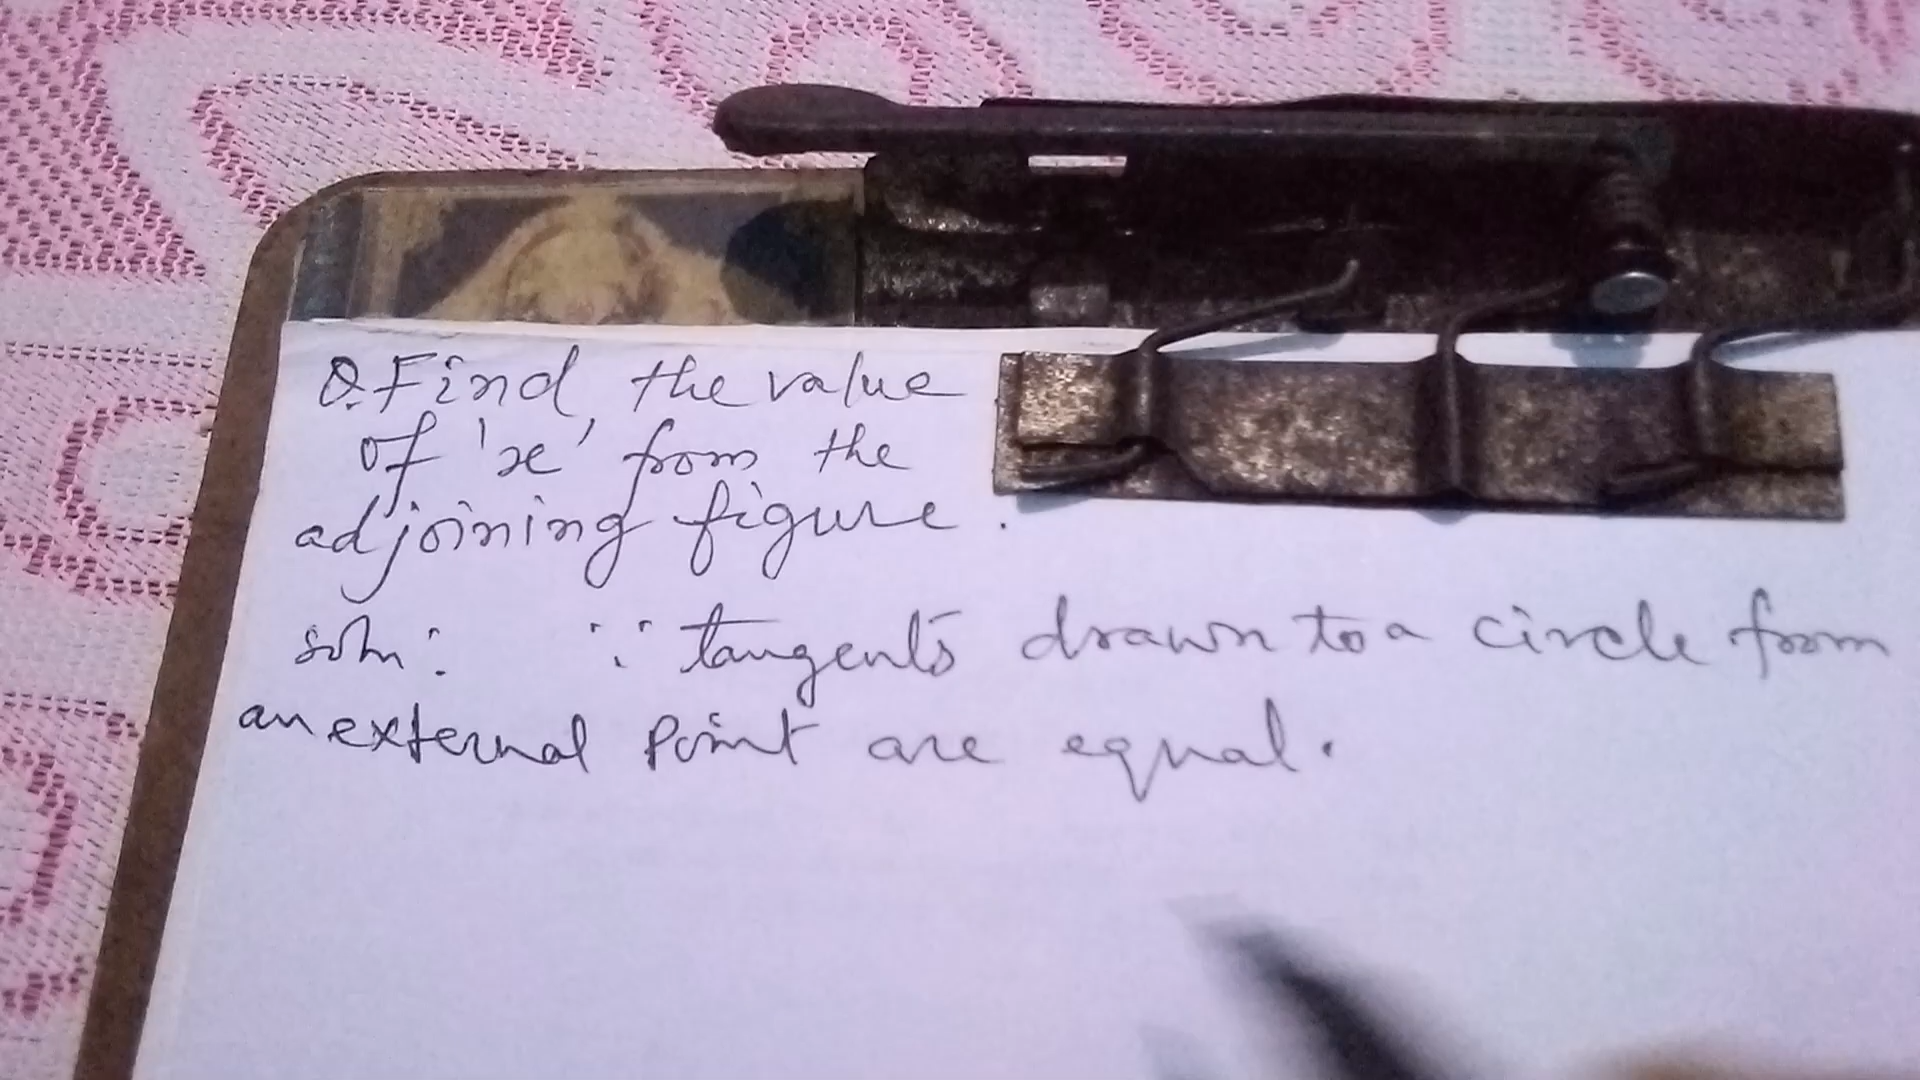 Q. Find the value
of 'x' from the
adjoining figure.
soln: ∵ tangents drawn to a circle from
an external point are equal.